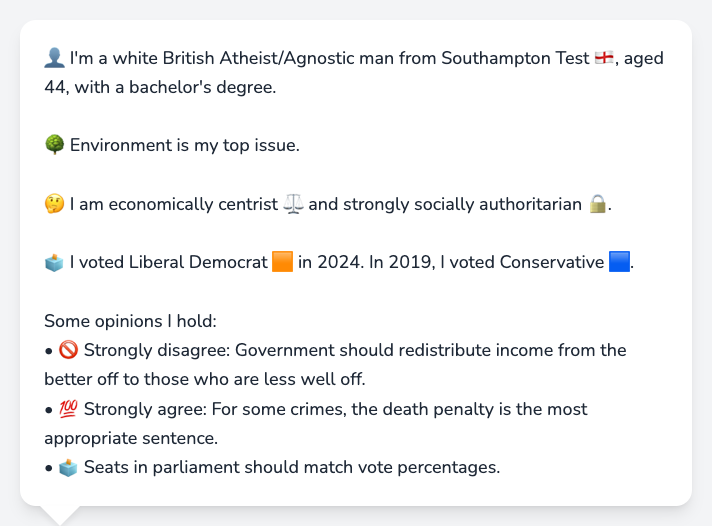 👤 I'm a white British Atheist/Agnostic man from Southampton Test 🏴󠁧󠁢󠁥󠁮󠁧󠁿, aged
44, with a bachelor's degree.
🌳 Environment is my top issue.
🤔 I am economically centrist ⚖️ and strongly socially authoritarian 🔒.
🗳️ I voted Liberal Democrat 🟧 in 2024. In 2019, I voted Conservative 🟦.
Some opinions I hold:
• 🚫 Strongly disagree: Government should redistribute income from the
better off to those who are less well off.
• 💯 Strongly agree: For some crimes, the death penalty is the most
appropriate sentence.
• 🗳️ Seats in parliament should match vote percentages.